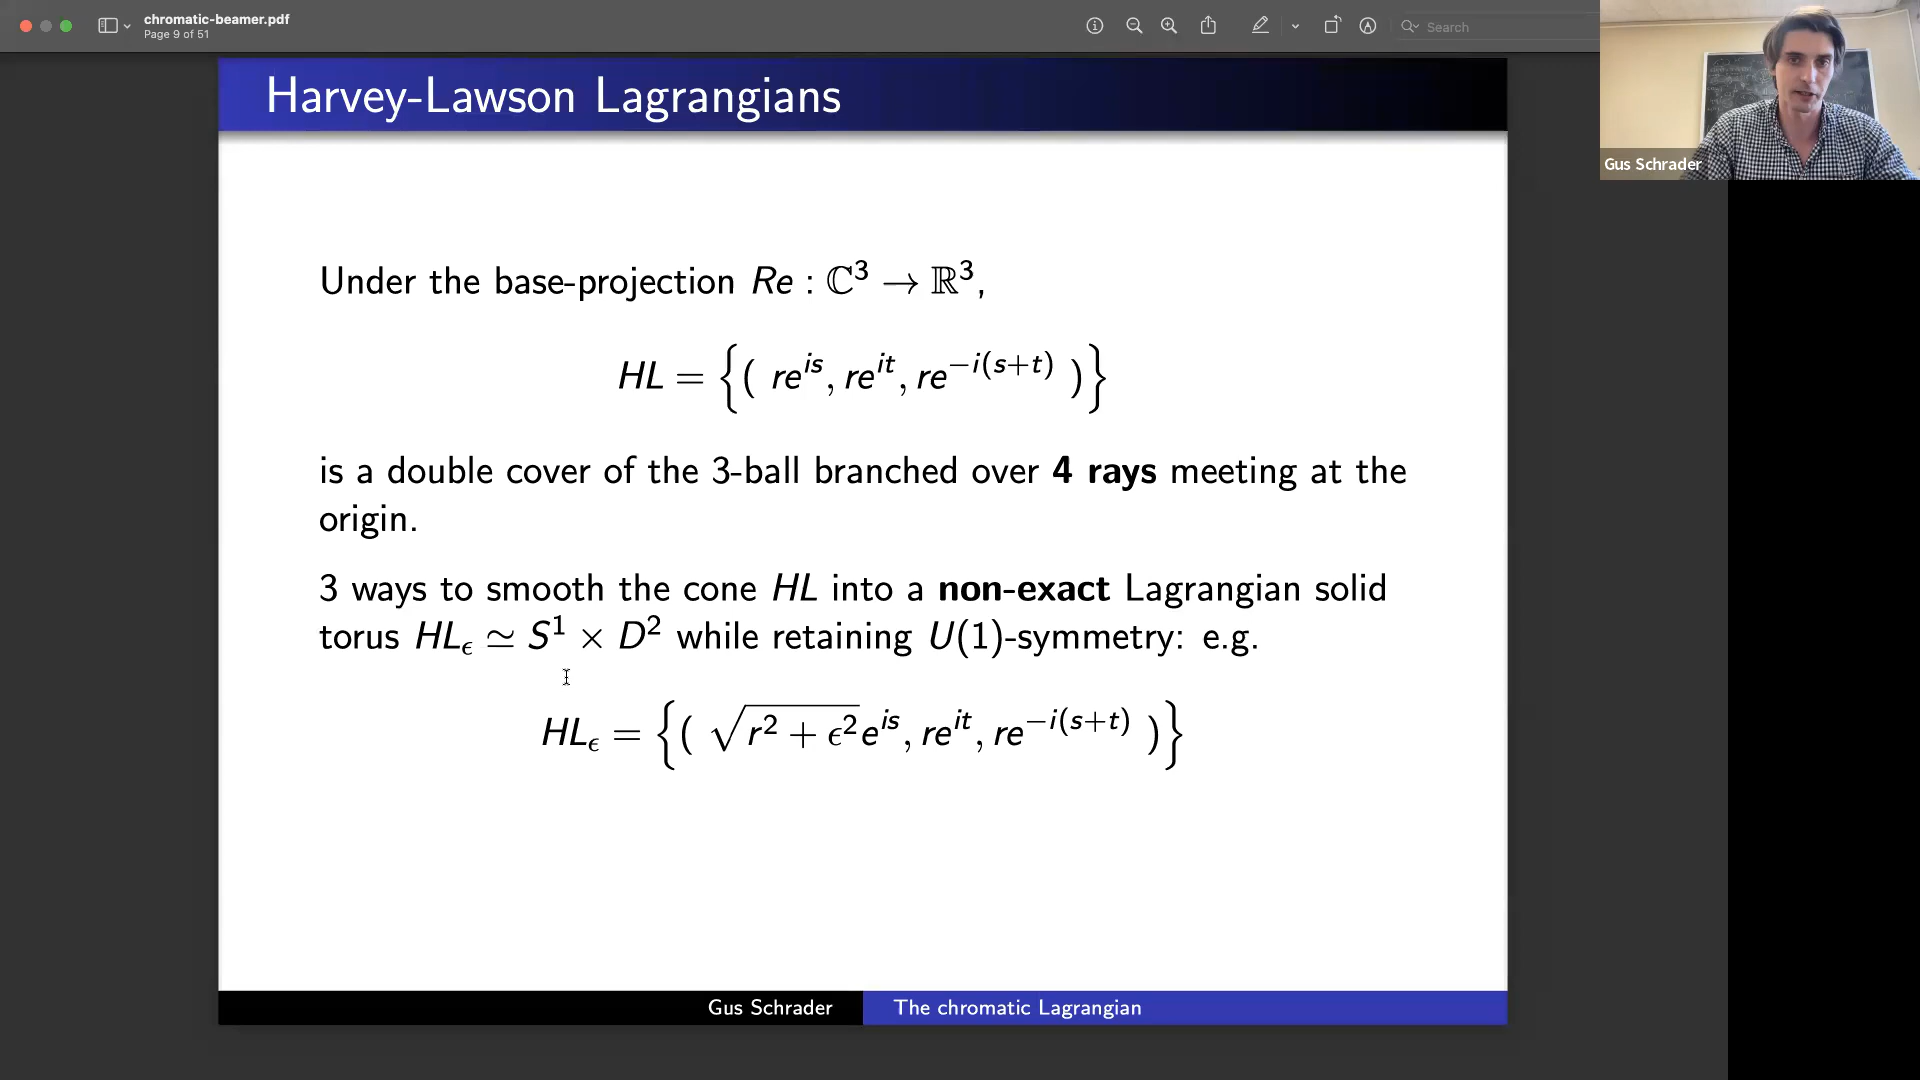 chromatic-beamer.pdf
Page 9 of 51
Search
Gus Schrader
Harvey-Lawson Lagrangians
Under the base-projection Re : ℂ³ → ℝ³,
HL = {( re^{is}, re^{it}, re^{−i(s+t)} )}
is a double cover of the 3-ball branched over 4 rays meeting at the
origin.
3 ways to smooth the cone HL into a non-exact Lagrangian solid
torus HL_ϵ ≃ S¹ × D² while retaining U(1)-symmetry: e.g.
HL_ϵ = {( √(r² + ϵ²)e^{is}, re^{it}, re^{−i(s+t)} )}
Gus Schrader
The chromatic Lagrangian